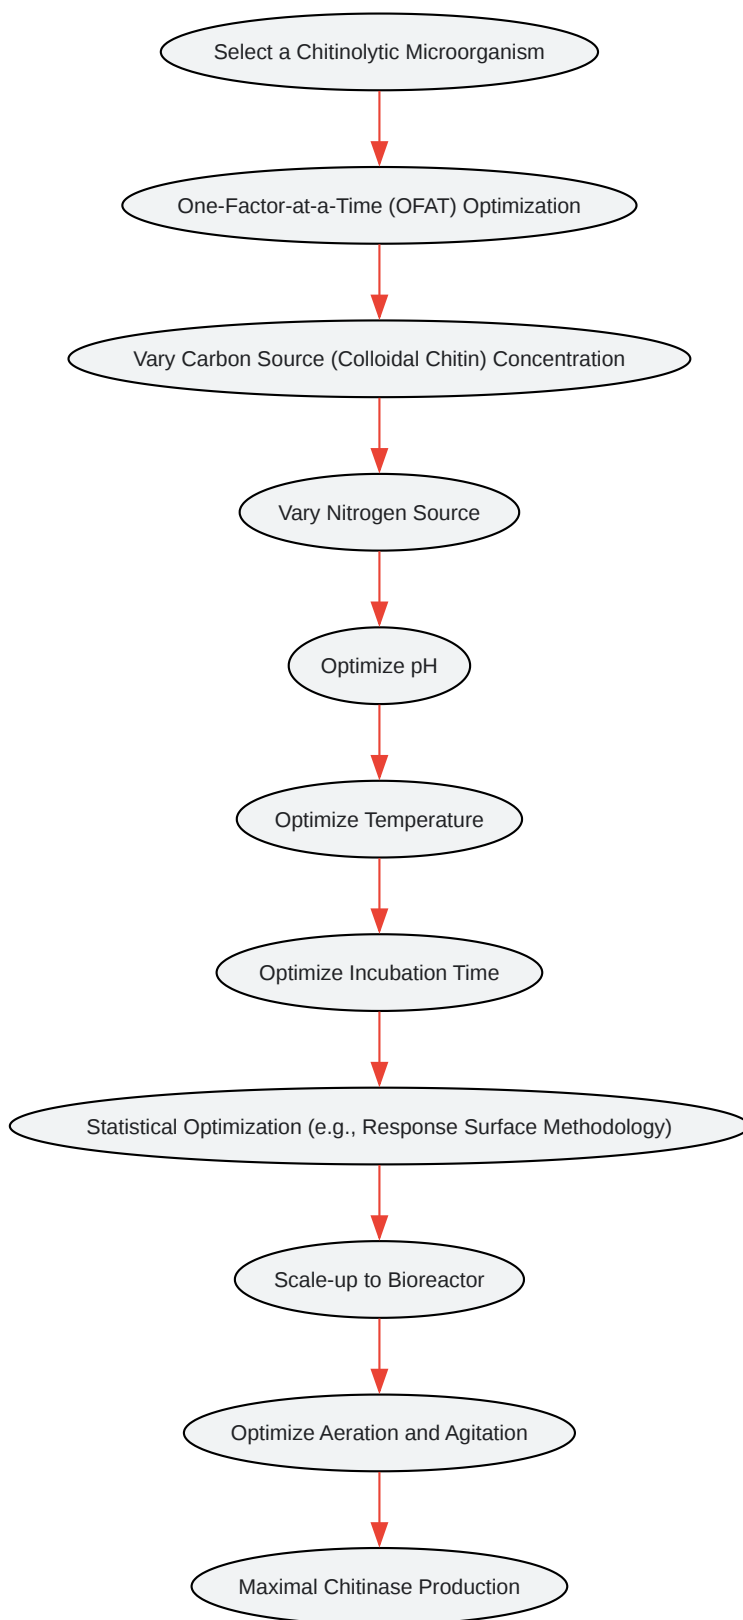 Select a Chitinolytic Microorganism
One-Factor-at-a-Time (OFAT) Optimization
Vary Carbon Source (Colloidal Chitin) Concentration
Vary Nitrogen Source
Optimize pH
Optimize Temperature
Optimize Incubation Time
Statistical Optimization (e.g., Response Surface Methodology)
Scale-up to Bioreactor
Optimize Aeration and Agitation
Maximal Chitinase Production